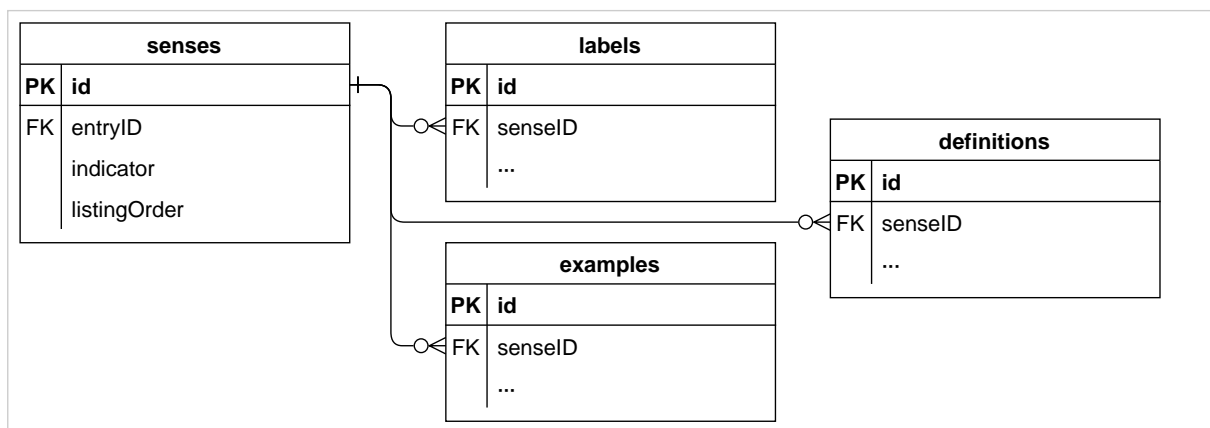 senses
PK id
FK entryID
indicator
listingOrder
labels
PK id
FK senseID
...
definitions
PK id
FK senseID
...
examples
PK id
FK senseID
...